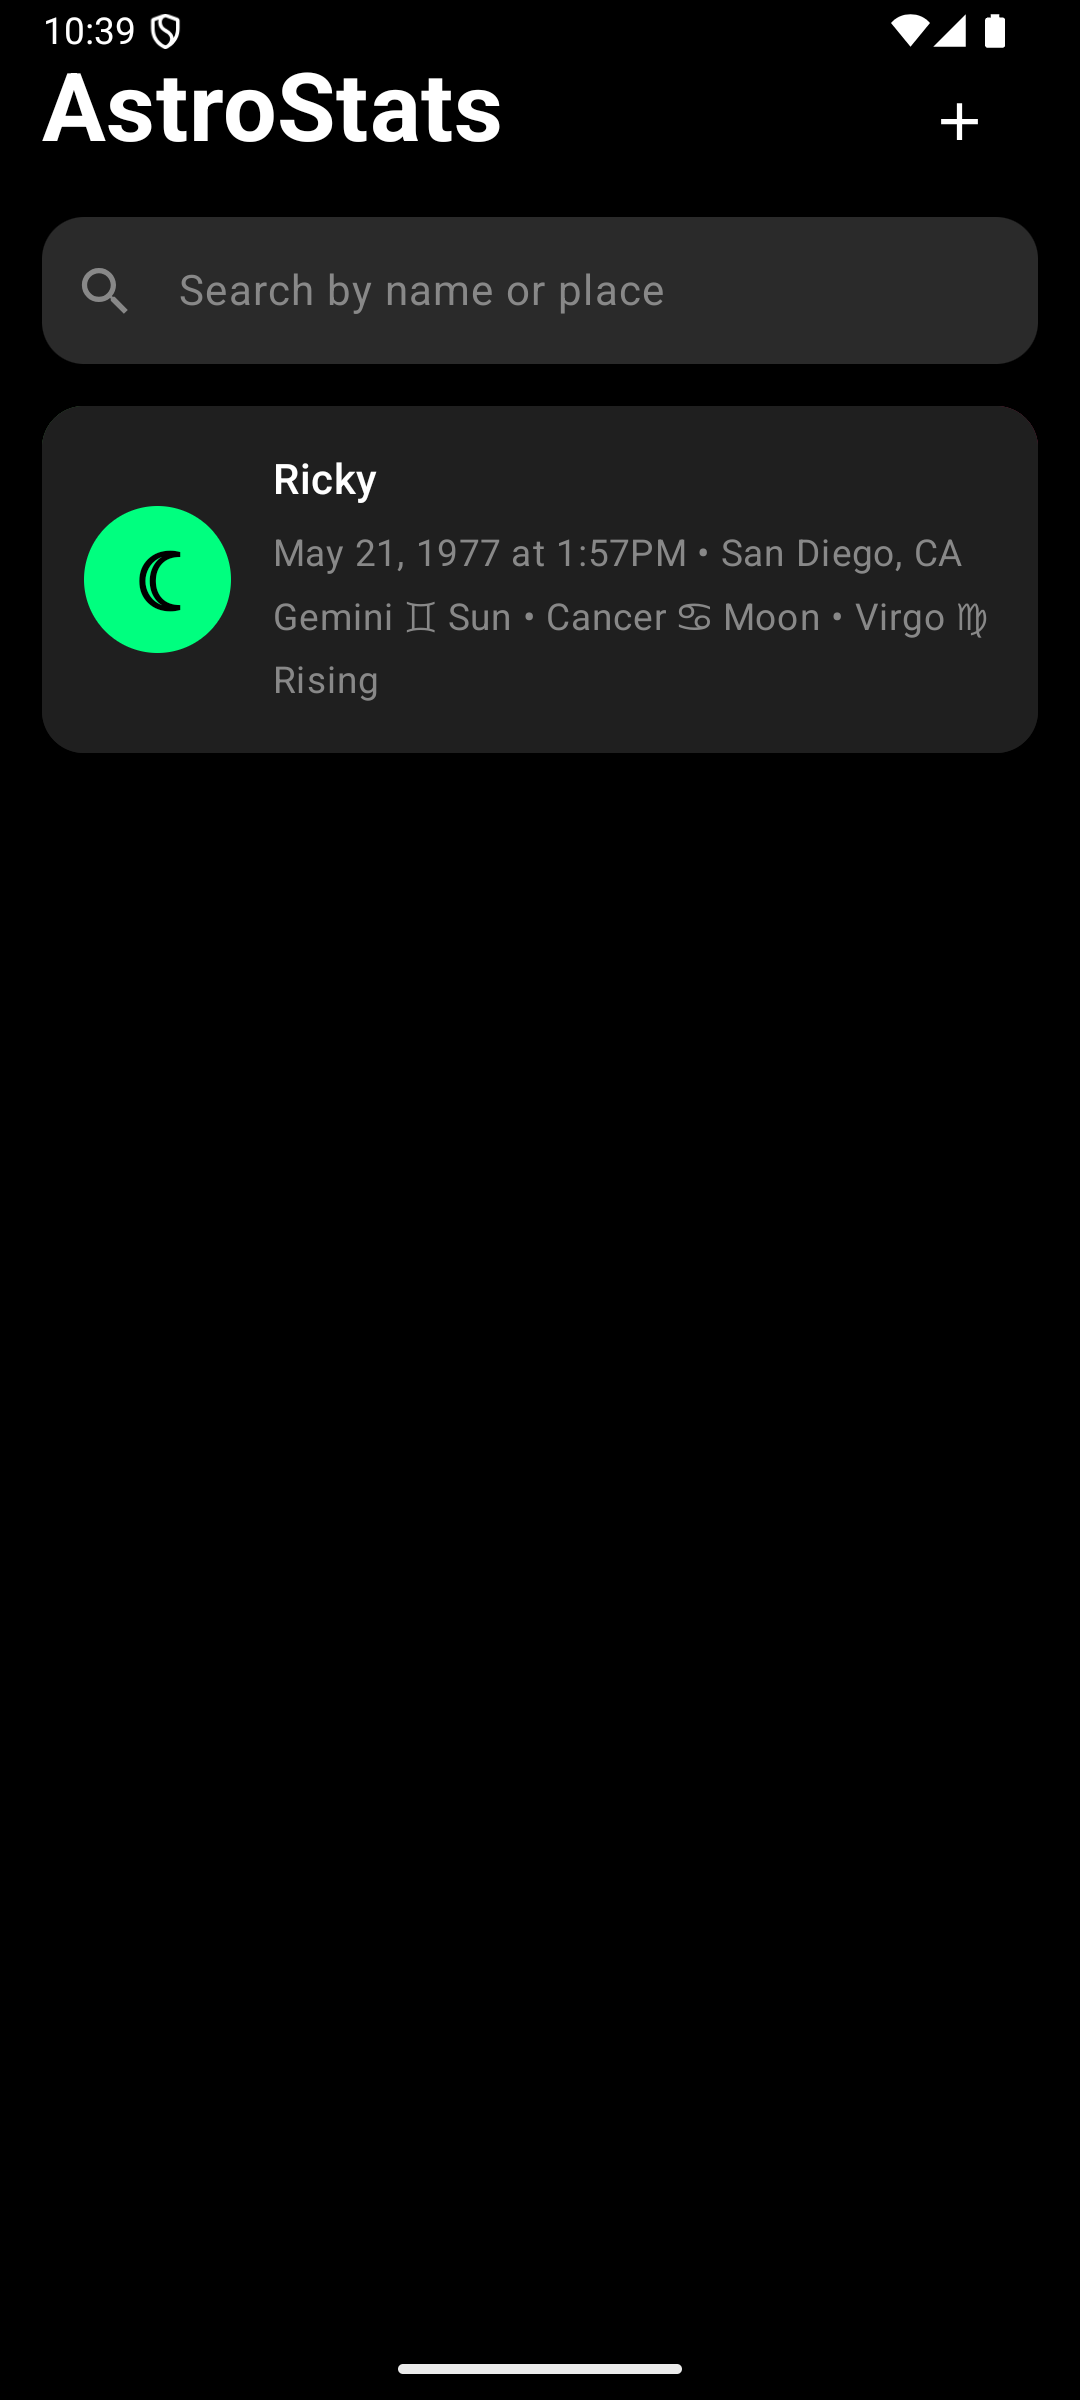 10:39
AstroStats
Search by name or place
Ricky
May 21, 1977 at 1:57PM • San Diego, CA
Gemini ♊︎ Sun • Cancer ♋︎ Moon • Virgo ♍︎
Rising